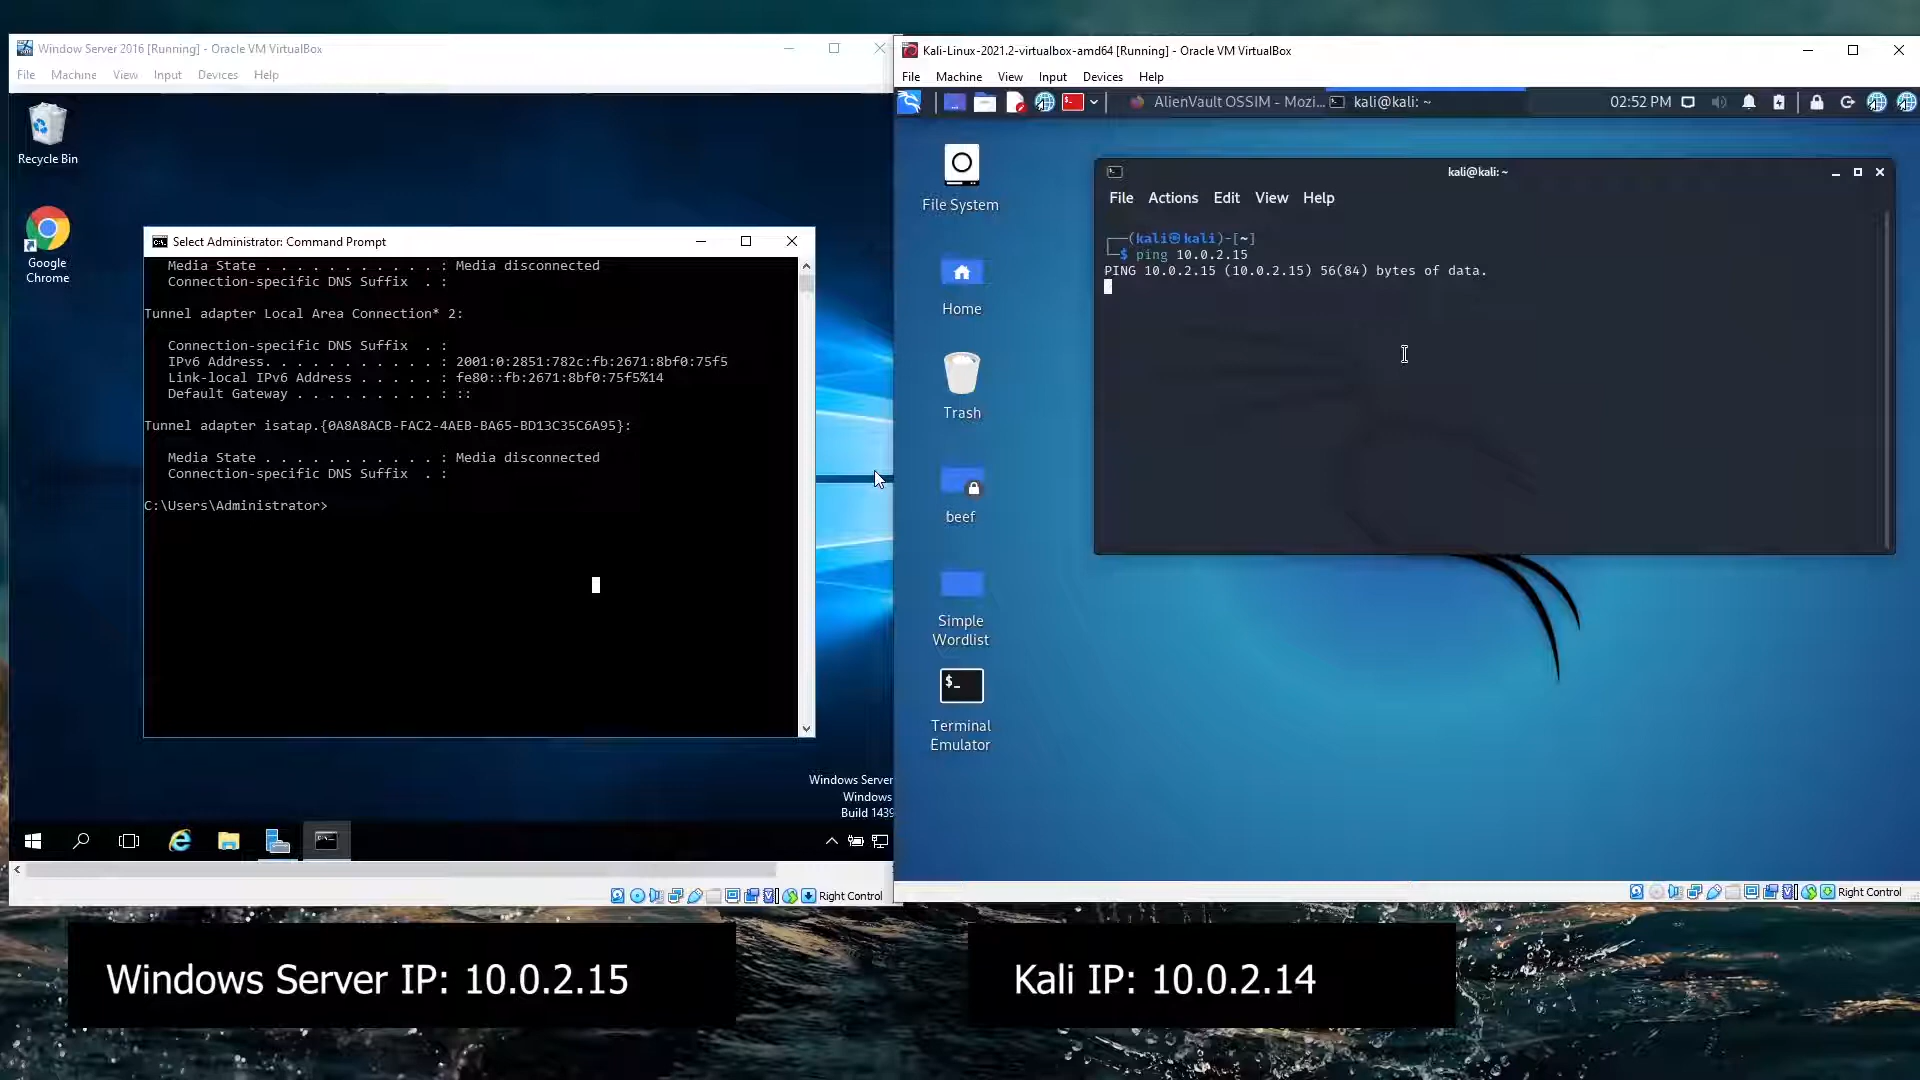 Window Server 2016 [Running] - Oracle VM VirtualBox
File Machine View Input Devices Help
Recycle Bin
Google
Chrome
Select Administrator: Command Prompt
Media State . . . . . . . . . . . : Media disconnected
Connection-specific DNS Suffix  . :
Tunnel adapter Local Area Connection* 2:
Connection-specific DNS Suffix  . :
IPv6 Address. . . . . . . . . . . : 2001:0:2851:782c:fb:2671:8bf0:75f5
Link-local IPv6 Address . . . . . : fe80::fb:2671:8bf0:75f5%14
Default Gateway . . . . . . . . . : ::
Tunnel adapter isatap.{0A8A8ACB-FAC2-4AEB-BA65-BD13C35C6A95}:
Media State . . . . . . . . . . . : Media disconnected
Connection-specific DNS Suffix  . :
C:\Users\Administrator>
Windows Server
Windows
Build 1439
Right Control
Kali-Linux-2021.2-virtualbox-amd64 [Running] - Oracle VM VirtualBox
File Machine View Input Devices Help
AlienVault OSSIM - Mozi... kali@kali: ~ 02:52 PM
File System
Home
Trash
beef
Simple
Wordlist
Terminal
Emulator
kali@kali: ~
File Actions Edit View Help
┌──(kali㉿kali)-[~]
└─$ ping 10.0.2.15
PING 10.0.2.15 (10.0.2.15) 56(84) bytes of data.
Right Control
Windows Server IP: 10.0.2.15
Kali IP: 10.0.2.14